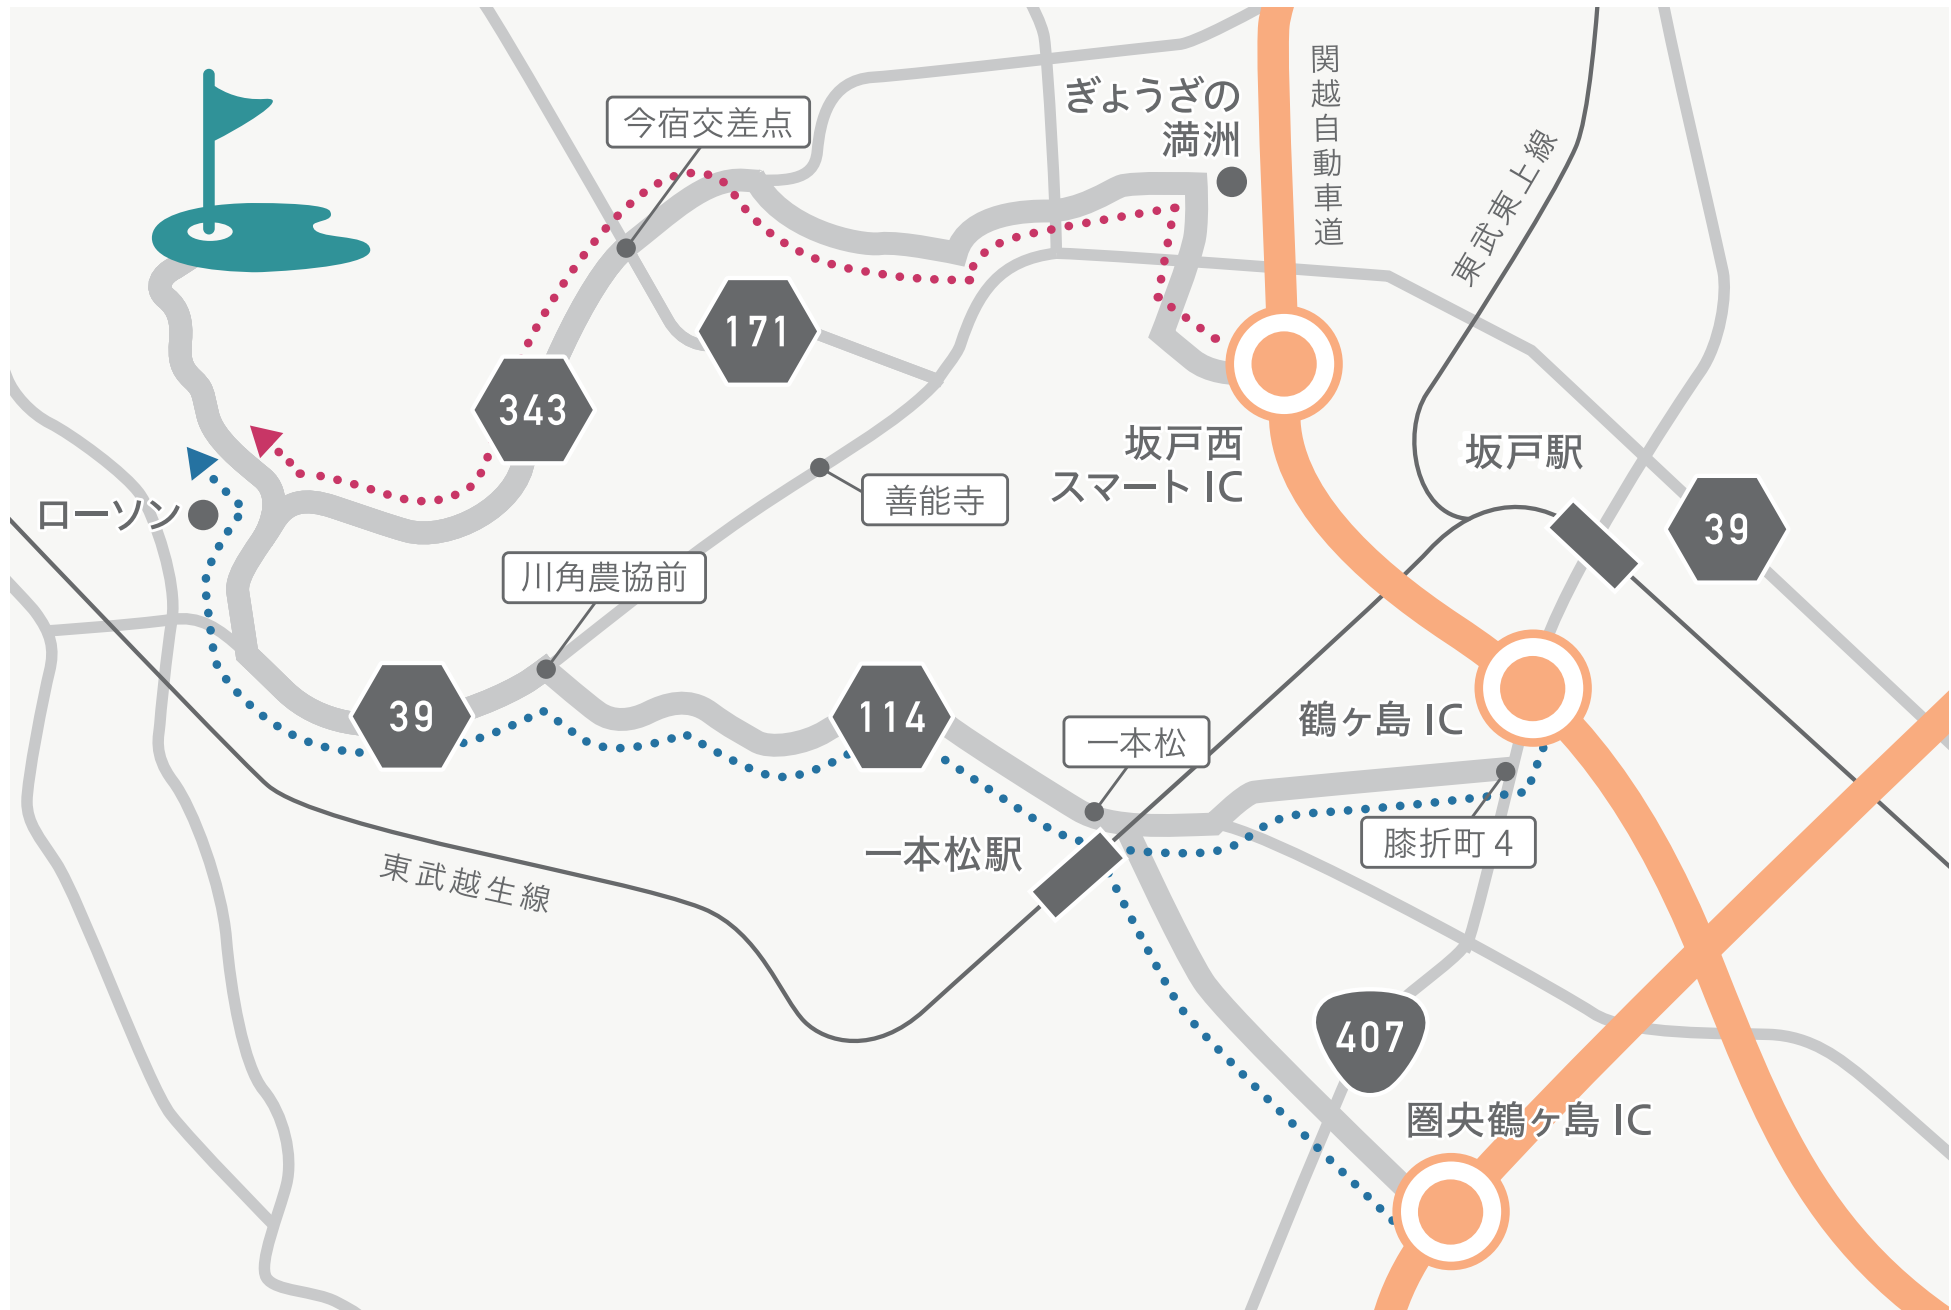 関越自動車道
ぎょうざの
満洲
今宿交差点
東武東上線
171
343
坂戸西
スマート IC
坂戸駅
善能寺
39
ローソン
川角農協前
39
114
一本松
鶴ヶ島 IC
膝折町 4
一本松駅
東武越生線
407
圏央鶴ヶ島 IC